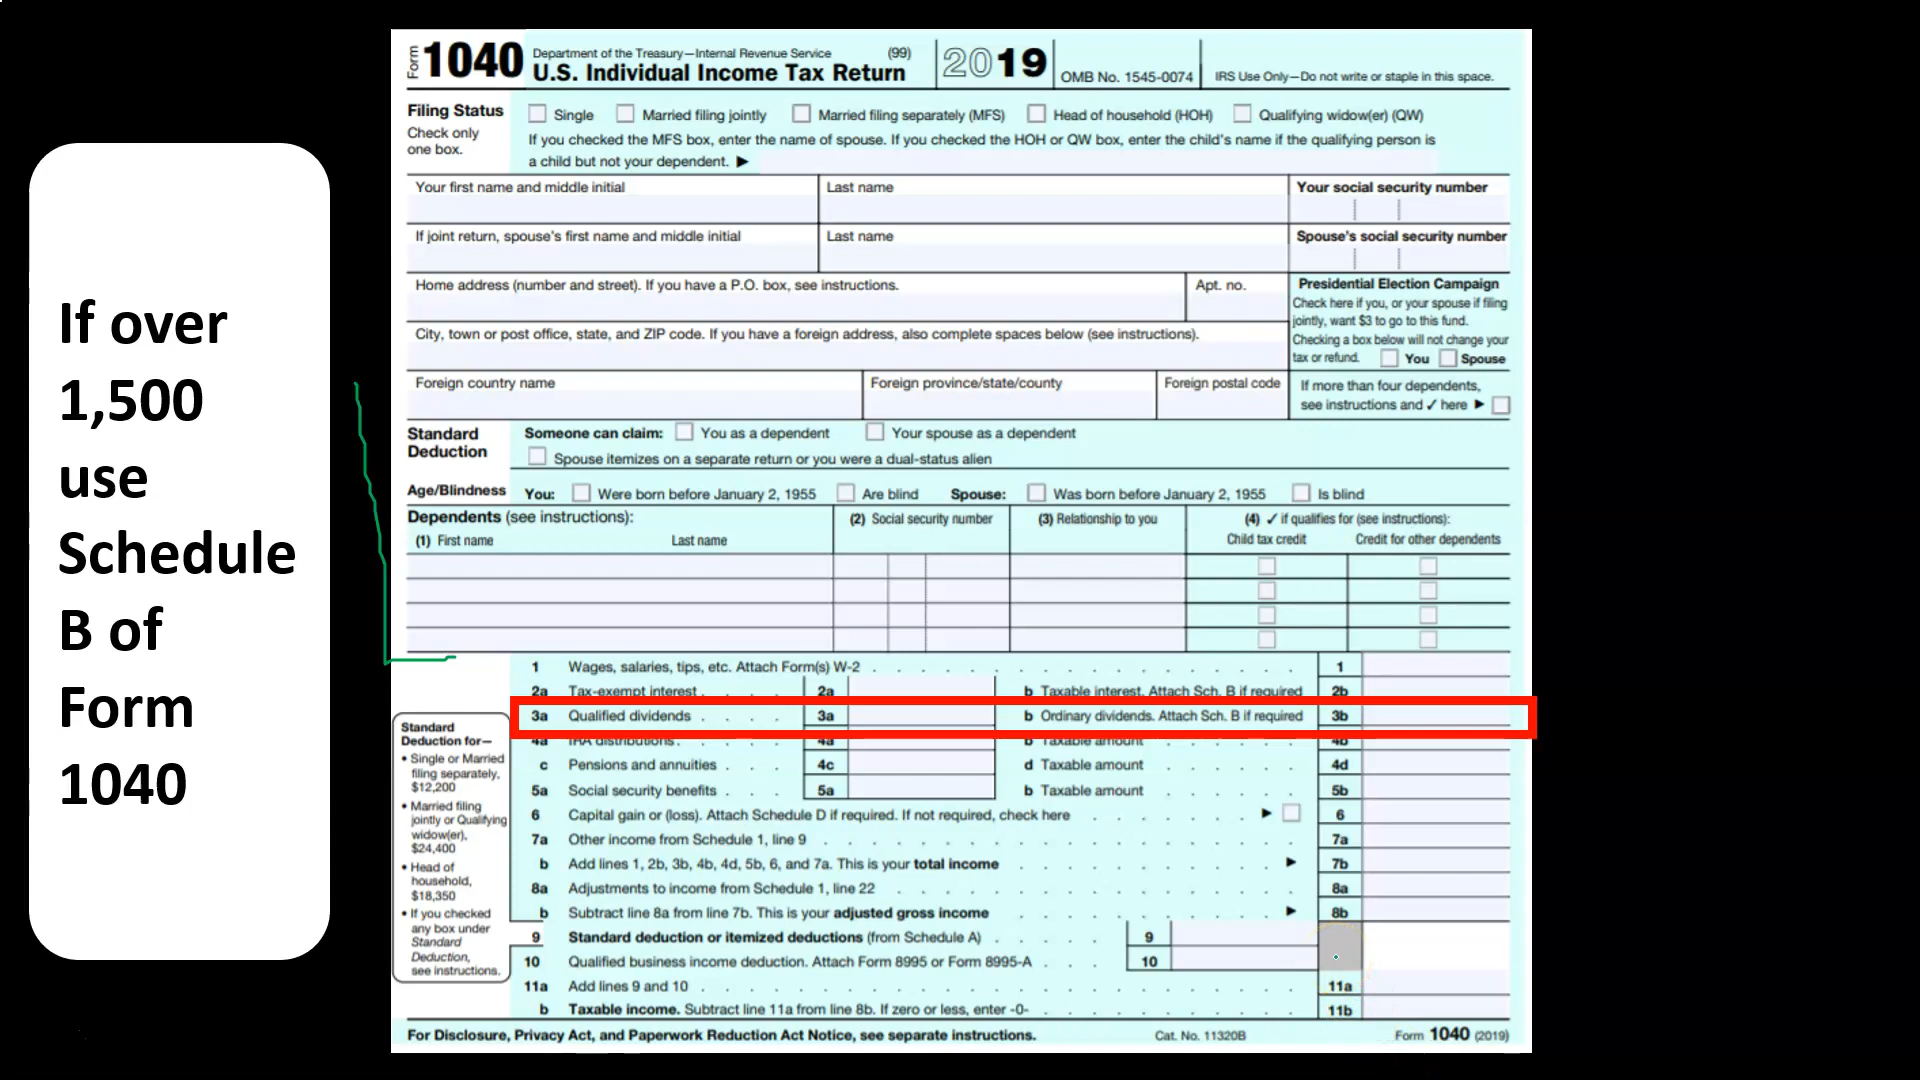 If over
1,500
use
Schedule
B of
Form
1040
Form 1040 Department of the Treasury—Internal Revenue Service (99)
U.S. Individual Income Tax Return 2019 OMB No. 1545-0074 IRS Use Only—Do not write or staple in this space.
Filing Status
Check only
one box.
Single Married filing jointly Married filing separately (MFS) Head of household (HOH) Qualifying widow(er) (QW)
If you checked the MFS box, enter the name of spouse. If you checked the HOH or QW box, enter the child's name if the qualifying person is
a child but not your dependent. ▶
Your first name and middle initial Last name Your social security number
If joint return, spouse's first name and middle initial Last name Spouse's social security number
Home address (number and street). If you have a P.O. box, see instructions. Apt. no.
Presidential Election Campaign
Check here if you, or your spouse if filing
jointly, want $3 to go to this fund.
Checking a box below will not change your
tax or refund. You Spouse
City, town or post office, state, and ZIP code. If you have a foreign address, also complete spaces below (see instructions).
Foreign country name Foreign province/state/county Foreign postal code
If more than four dependents,
see instructions and ✓ here ▶
Standard
Deduction
Someone can claim: You as a dependent Your spouse as a dependent
Spouse itemizes on a separate return or you were a dual-status alien
Age/Blindness You: Were born before January 2, 1955 Are blind Spouse: Was born before January 2, 1955 Is blind
Dependents (see instructions): (2) Social security number (3) Relationship to you (4) ✓ if qualifies for (see instructions):
(1) First name Last name Child tax credit Credit for other dependents
1 Wages, salaries, tips, etc. Attach Form(s) W-2 1
2a Tax-exempt interest 2a b Taxable interest. Attach Sch. B if required 2b
3a Qualified dividends 3a b Ordinary dividends. Attach Sch. B if required 3b
4a IRA distributions 4a b Taxable amount 4b
c Pensions and annuities 4c d Taxable amount 4d
5a Social security benefits 5a b Taxable amount 5b
6 Capital gain or (loss). Attach Schedule D if required. If not required, check here ▶ 6
7a Other income from Schedule 1, line 9 7a
b Add lines 1, 2b, 3b, 4b, 4d, 5b, 6, and 7a. This is your total income ▶ 7b
8a Adjustments to income from Schedule 1, line 22 8a
b Subtract line 8a from line 7b. This is your adjusted gross income ▶ 8b
9 Standard deduction or itemized deductions (from Schedule A) 9
10 Qualified business income deduction. Attach Form 8995 or Form 8995-A 10
11a Add lines 9 and 10 11a
b Taxable income. Subtract line 11a from line 8b. If zero or less, enter -0- 11b
Standard
Deduction for—
• Single or Married
filing separately,
$12,200
• Married filing
jointly or Qualifying
widow(er),
$24,400
• Head of
household,
$18,350
• If you checked
any box under
Standard
Deduction,
see instructions.
For Disclosure, Privacy Act, and Paperwork Reduction Act Notice, see separate instructions. Cat. No. 11320B Form 1040 (2019)